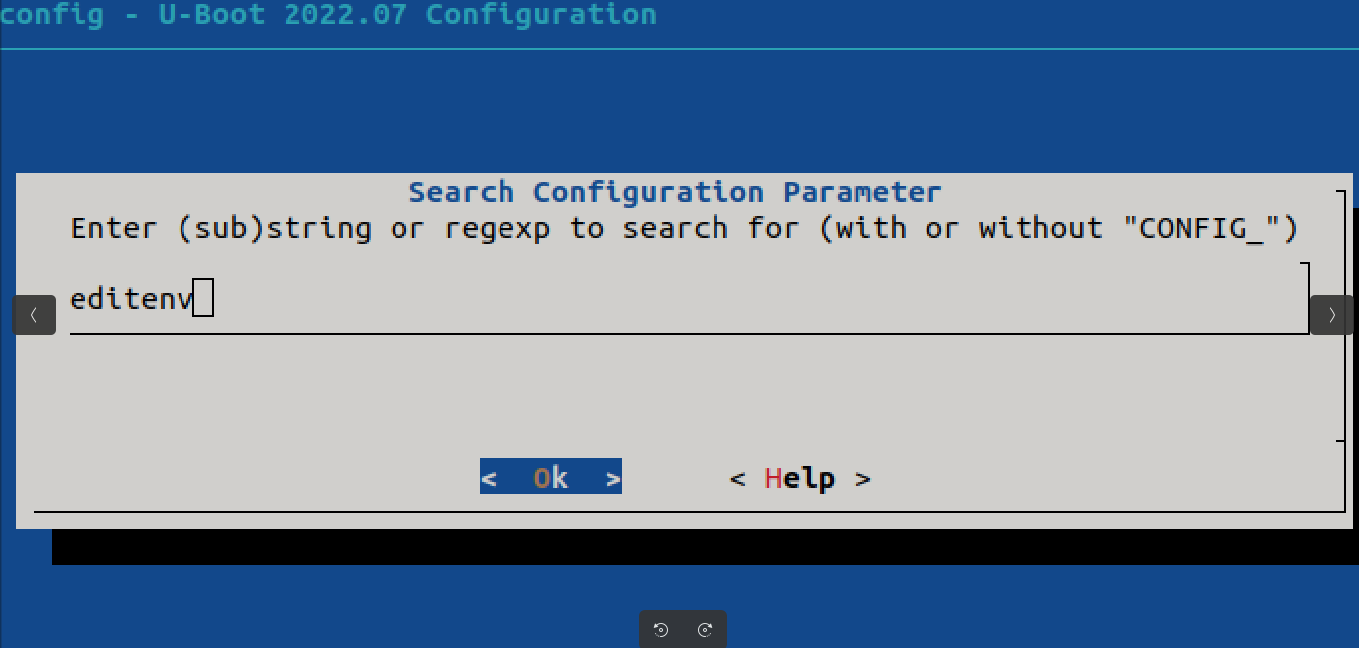 config - U-Boot 2022.07 Configuration
Search Configuration Parameter
Enter (sub)string or regexp to search for (with or without "CONFIG_")
editenv
< Ok > < Help >